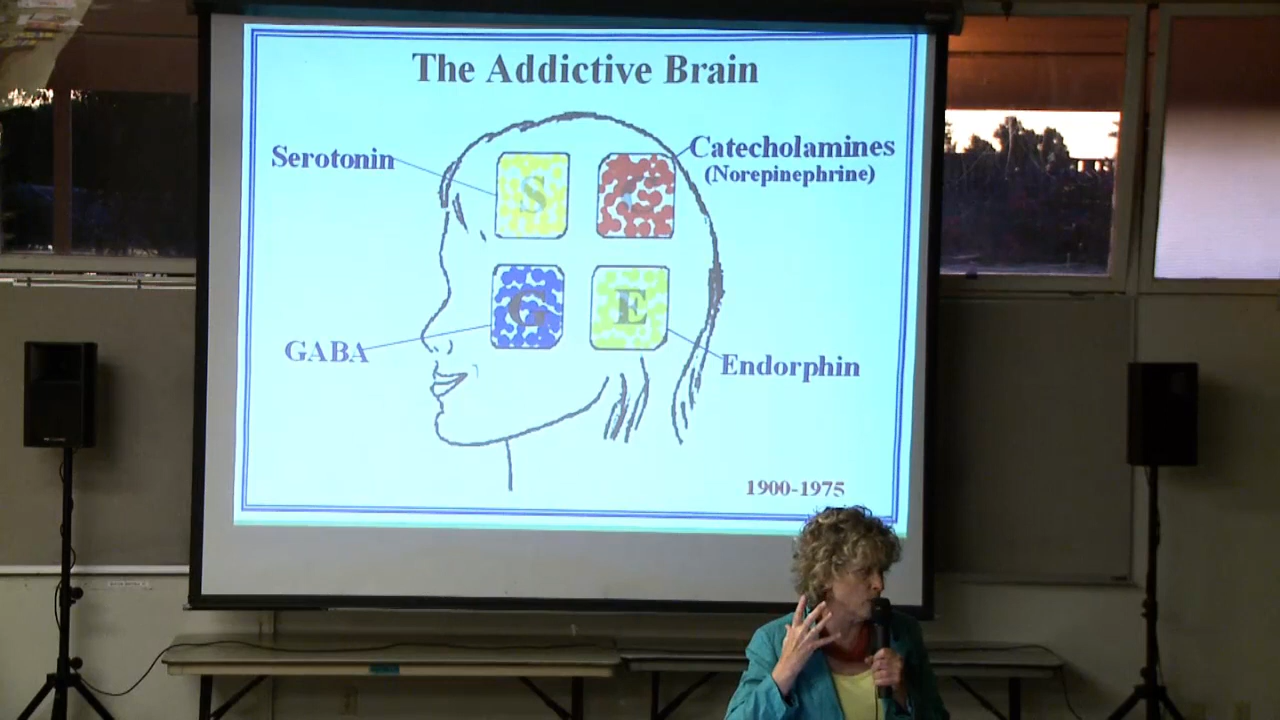 The Addictive Brain
Serotonin
Catecholamines
(Norepinephrine)
S
G
E
GABA
Endorphin
1900-1975